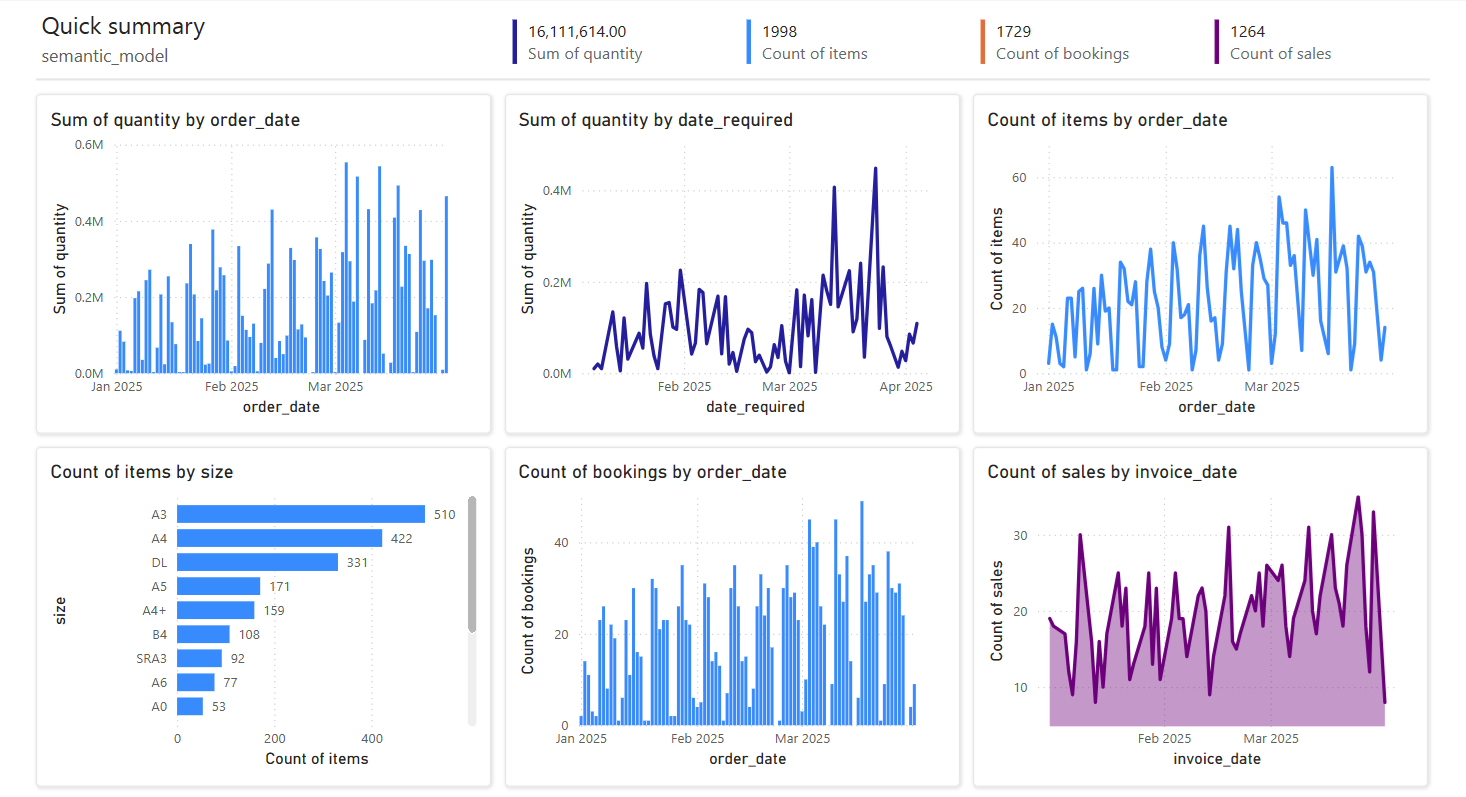 Quick summary
semantic_model
16,111,614.00
Sum of quantity
1998
Count of items
1729
Count of bookings
1264
Count of sales
Sum of quantity by order_date
Sum of quantity
0.6M
0.4M
0.2M
0.0M
Jan 2025 Feb 2025 Mar 2025
order_date
Sum of quantity by date_required
Sum of quantity
0.4M
0.2M
0.0M
Feb 2025 Mar 2025 Apr 2025
date_required
Count of items by order_date
Count of items
60
40
20
0
Jan 2025 Feb 2025 Mar 2025
order_date
Count of items by size
size
A3 510
A4 422
DL 331
A5 171
A4+ 159
B4 108
SRA3 92
A6 77
A0 53
0 200 400
Count of items
Count of bookings by order_date
Count of bookings
40
20
0
Jan 2025 Feb 2025 Mar 2025
order_date
Count of sales by invoice_date
Count of sales
30
20
10
Feb 2025 Mar 2025
invoice_date